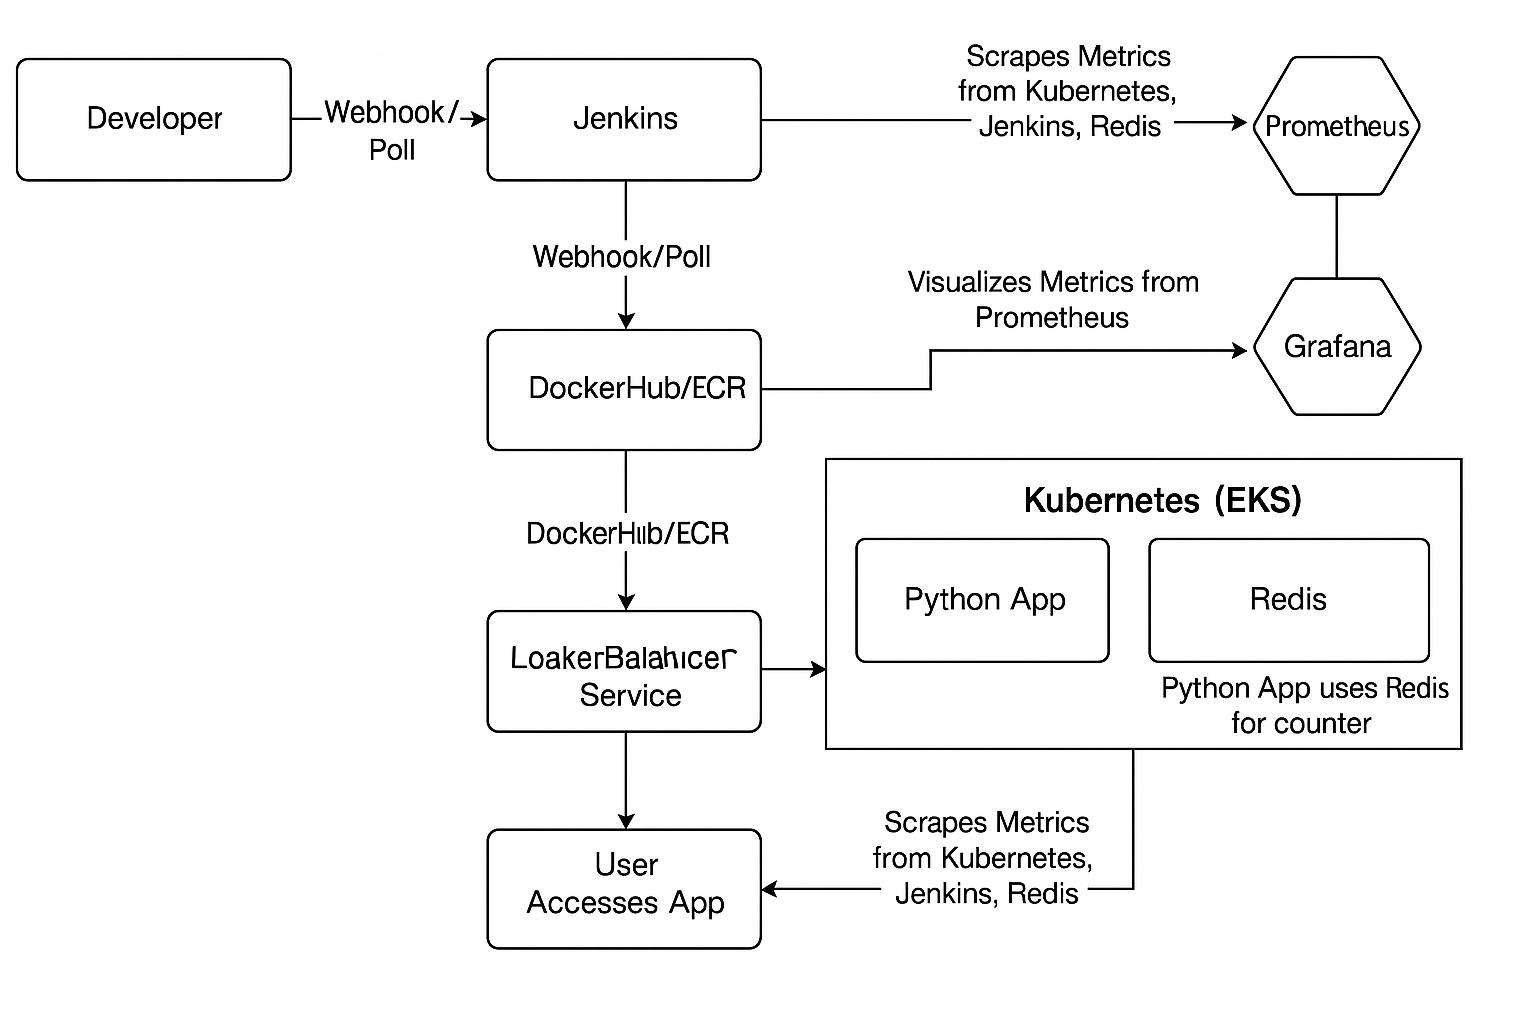 Developer
Webhook/
Poll
Jenkins
Scrapes Metrics
from Kubernetes,
Jenkins, Redis
Prometheus
Webhook/Poll
Visualizes Metrics from
Prometheus
Grafana
DockerHub/ECR
DockerHub/ECR
Kubernetes (EKS)
Python App
Redis
Python App uses Redis
for counter
LoakerBalahıcer
Service
Scrapes Metrics
from Kubernetes,
Jenkins, Redis
User
Accesses App